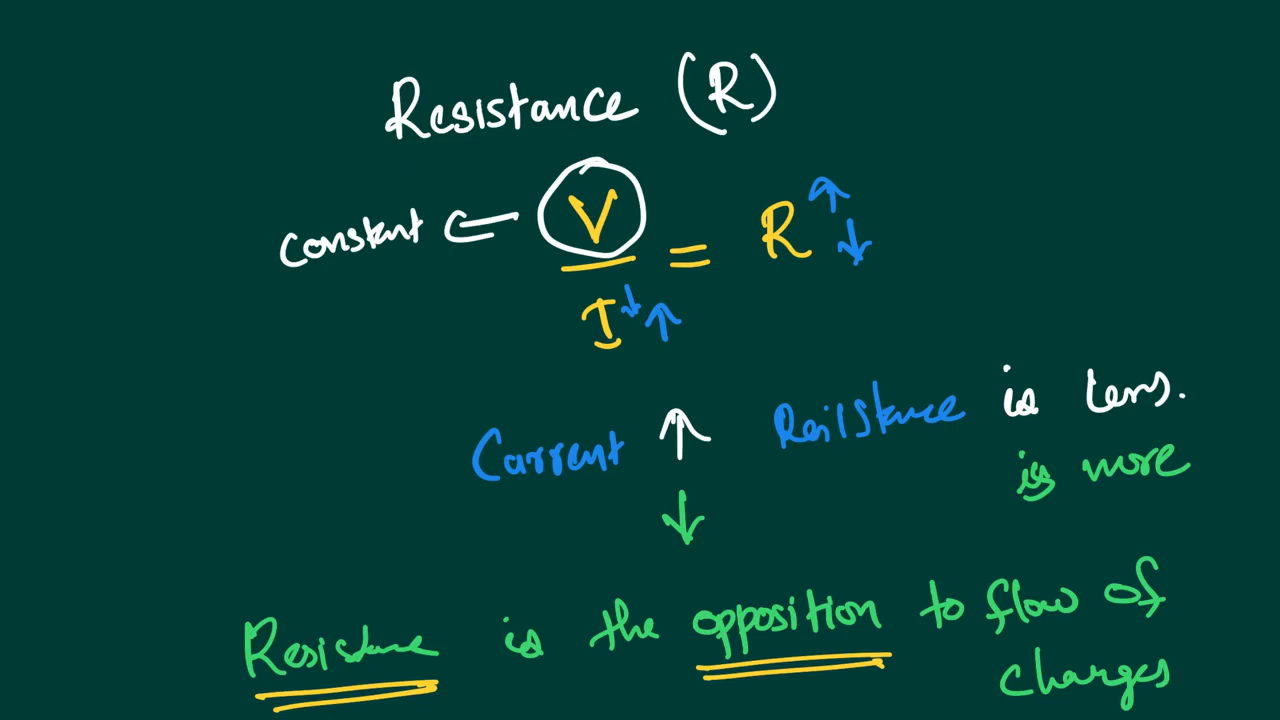 Resistance (R)
constant ⇐ V
= R ↑ ↓
I ↓ ↑
Current ↑ Resistance is less.
↓ is more
Resistance is the opposition to flow of
charges